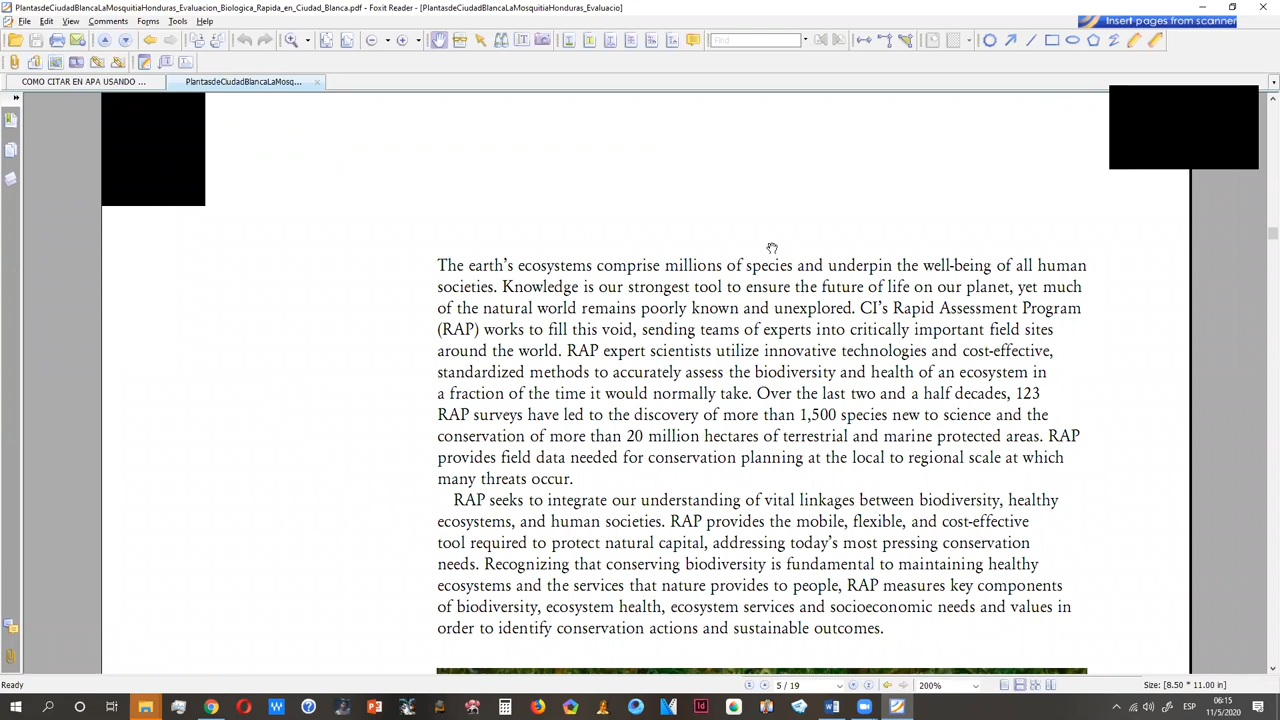 PlantasdeCiudadBlancaLaMosquitiaHonduras_Evaluacion_Biologica_Rapida_en_Ciudad_Blanca.pdf - Foxit Reader - [PlantasdeCiudadBlancaLaMosquitiaHonduras_Evaluacio]
File Edit View Comments Forms Tools Help
Insert pages from scanner
Find
COMO CITAR EN APA USANDO ...
PlantasdeCiudadBlancaLaMosq...
The earth's ecosystems comprise millions of species and underpin the well-being of all human
societies. Knowledge is our strongest tool to ensure the future of life on our planet, yet much
of the natural world remains poorly known and unexplored. CI's Rapid Assessment Program
(RAP) works to fill this void, sending teams of experts into critically important field sites
around the world. RAP expert scientists utilize innovative technologies and cost-effective,
standardized methods to accurately assess the biodiversity and health of an ecosystem in
a fraction of the time it would normally take. Over the last two and a half decades, 123
RAP surveys have led to the discovery of more than 1,500 species new to science and the
conservation of more than 20 million hectares of terrestrial and marine protected areas. RAP
provides field data needed for conservation planning at the local to regional scale at which
many threats occur.
RAP seeks to integrate our understanding of vital linkages between biodiversity, healthy
ecosystems, and human societies. RAP provides the mobile, flexible, and cost-effective
tool required to protect natural capital, addressing today's most pressing conservation
needs. Recognizing that conserving biodiversity is fundamental to maintaining healthy
ecosystems and the services that nature provides to people, RAP measures key components
of biodiversity, ecosystem health, ecosystem services and socioeconomic needs and values in
order to identify conservation actions and sustainable outcomes.
Ready
5 / 19
200%
Size: [8.50 * 11.00 in]
ESP
06:15
11/5/2020